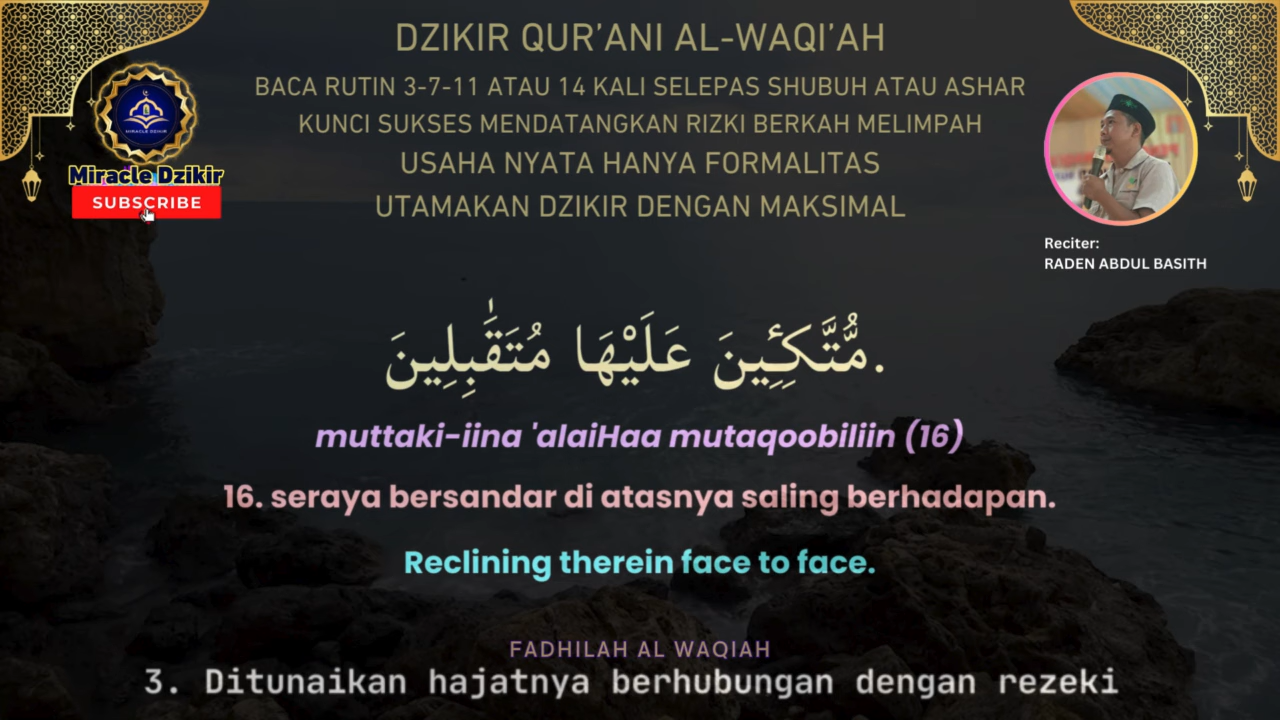 DZIKIR QUR'ANI AL-WAQI'AH
BACA RUTIN 3-7-11 ATAU 14 KALI SELEPAS SHUBUH ATAU ASHAR
KUNCI SUKSES MENDATANGKAN RIZKI BERKAH MELIMPAH
USAHA NYATA HANYA FORMALITAS
UTAMAKAN DZIKIR DENGAN MAKSIMAL
MIRACLE DZIKIR
Miracle Dzikir
SUBSCRIBE
Reciter:
RADEN ABDUL BASITH
مُّتَّكِـِٔينَ عَلَيْهَا مُتَقَٰبِلِينَ.
muttaki-iina 'alaiHaa mutaqoobiliin (16)
16. seraya bersandar di atasnya saling berhadapan.
Reclining therein face to face.
FADHILAH AL WAQIAH
3. Ditunaikan hajatnya berhubungan dengan rezeki